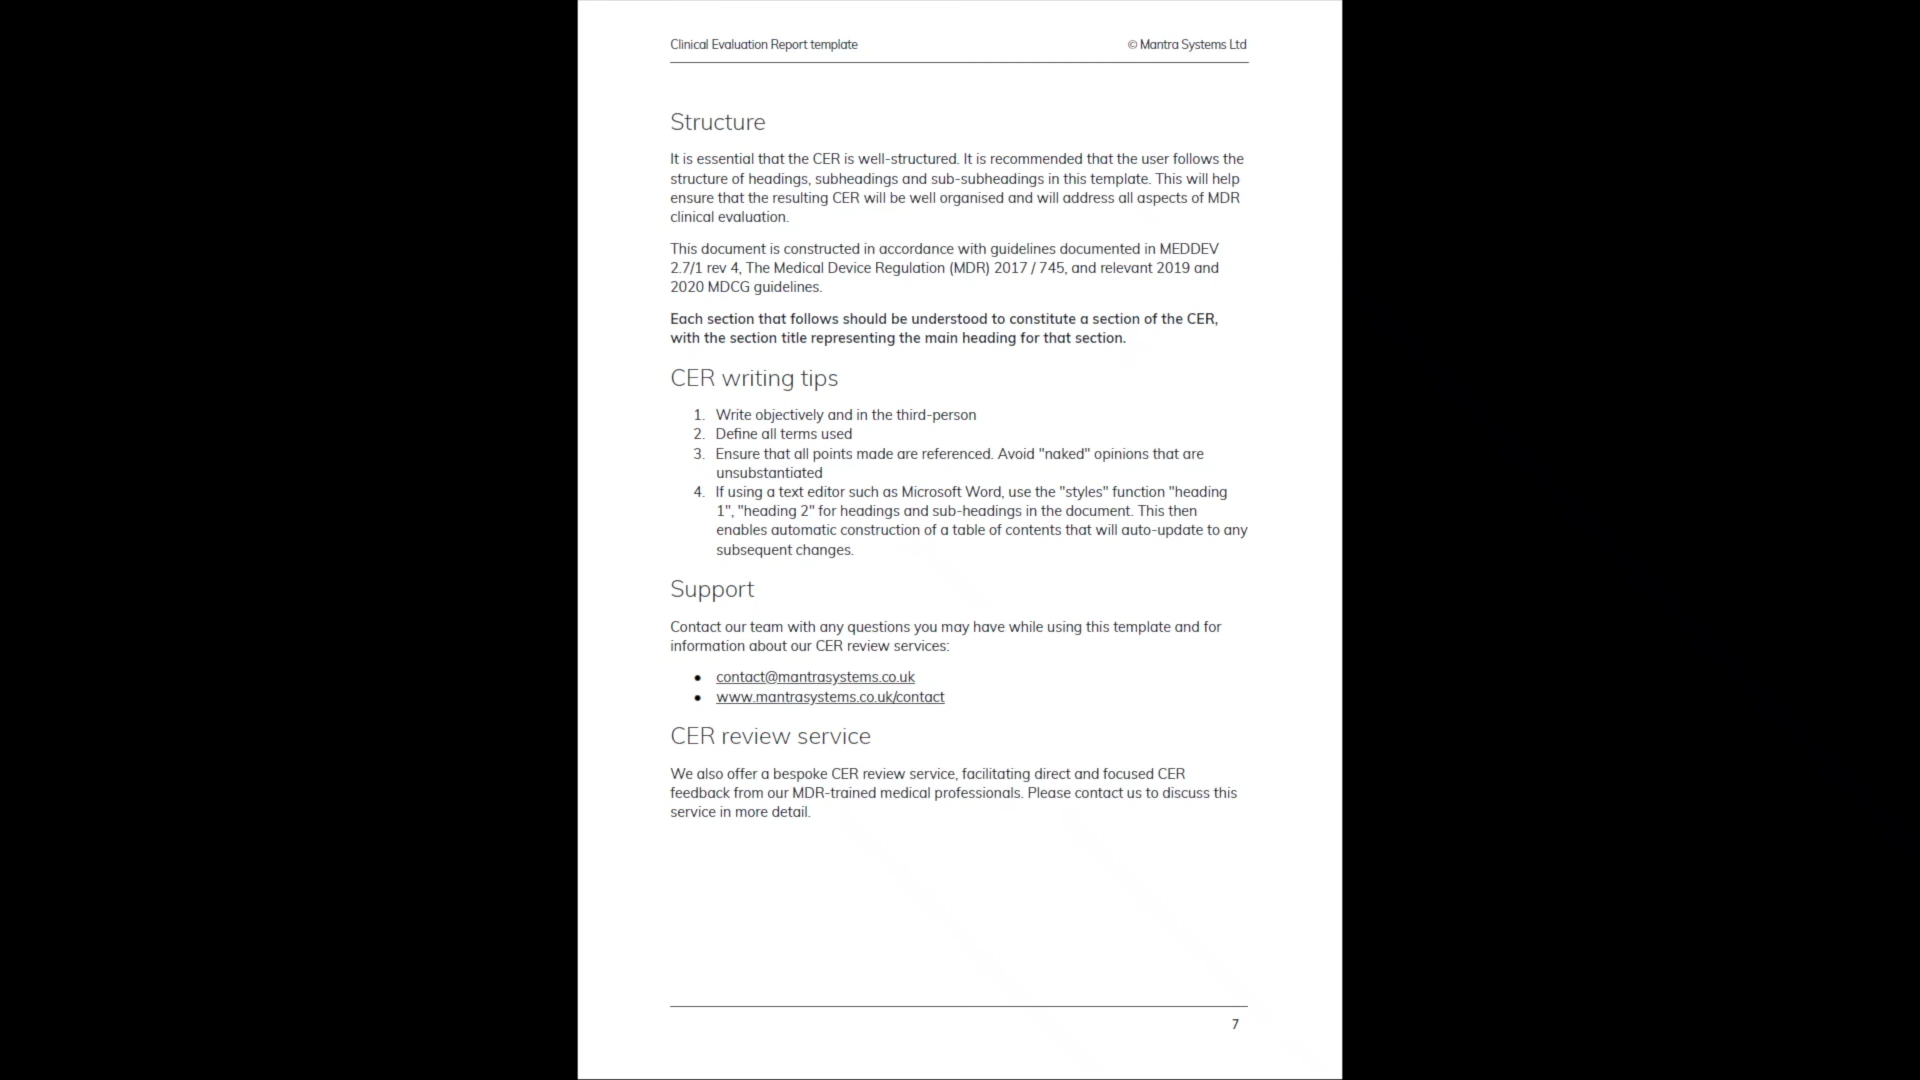 Clinical Evaluation Report template
© Mantra Systems Ltd
Structure
It is essential that the CER is well-structured. It is recommended that the user follows the
structure of headings, subheadings and sub-subheadings in this template. This will help
ensure that the resulting CER will be well organised and will address all aspects of MDR
clinical evaluation.
This document is constructed in accordance with guidelines documented in MEDDEV
2.7/1 rev 4, The Medical Device Regulation (MDR) 2017 / 745, and relevant 2019 and
2020 MDCG guidelines.
Each section that follows should be understood to constitute a section of the CER,
with the section title representing the main heading for that section.
CER writing tips
1. Write objectively and in the third-person
2. Define all terms used
3. Ensure that all points made are referenced. Avoid "naked" opinions that are
unsubstantiated
4. If using a text editor such as Microsoft Word, use the "styles" function "heading
1", "heading 2" for headings and sub-headings in the document. This then
enables automatic construction of a table of contents that will auto-update to any
subsequent changes.
Support
Contact our team with any questions you may have while using this template and for
information about our CER review services:
● contact@mantrasystems.co.uk
● www.mantrasystems.co.uk/contact
CER review service
We also offer a bespoke CER review service, facilitating direct and focused CER
feedback from our MDR-trained medical professionals. Please contact us to discuss this
service in more detail.
7